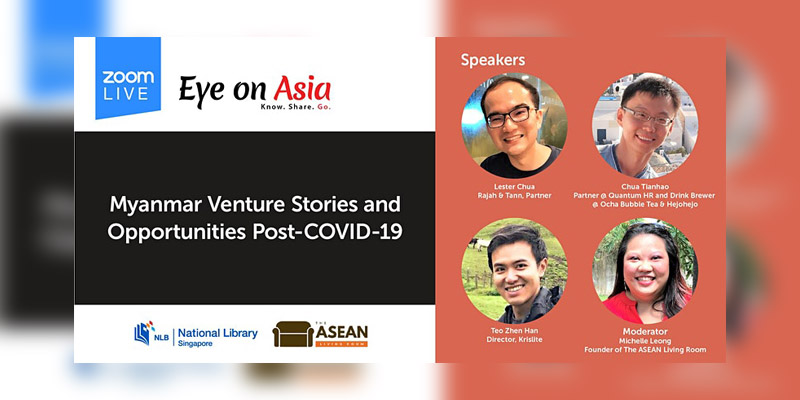 zoom
LIVE
Eye on Asia
Know. Share. Go.
Myanmar Venture Stories and
Opportunities Post-COVID-19
NLB
National Library
Singapore
THE
ASEAN
LIVING ROOM
Speakers
Lester Chua
Rajah & Tann, Partner
Chua Tianhao
Partner @ Quantum HR and Drink Brewer
@ Ocha Bubble Tea & Hejohejo
Teo Zhen Han
Director, Krislite
Moderator
Michelle Leong
Founder of The ASEAN Living Room